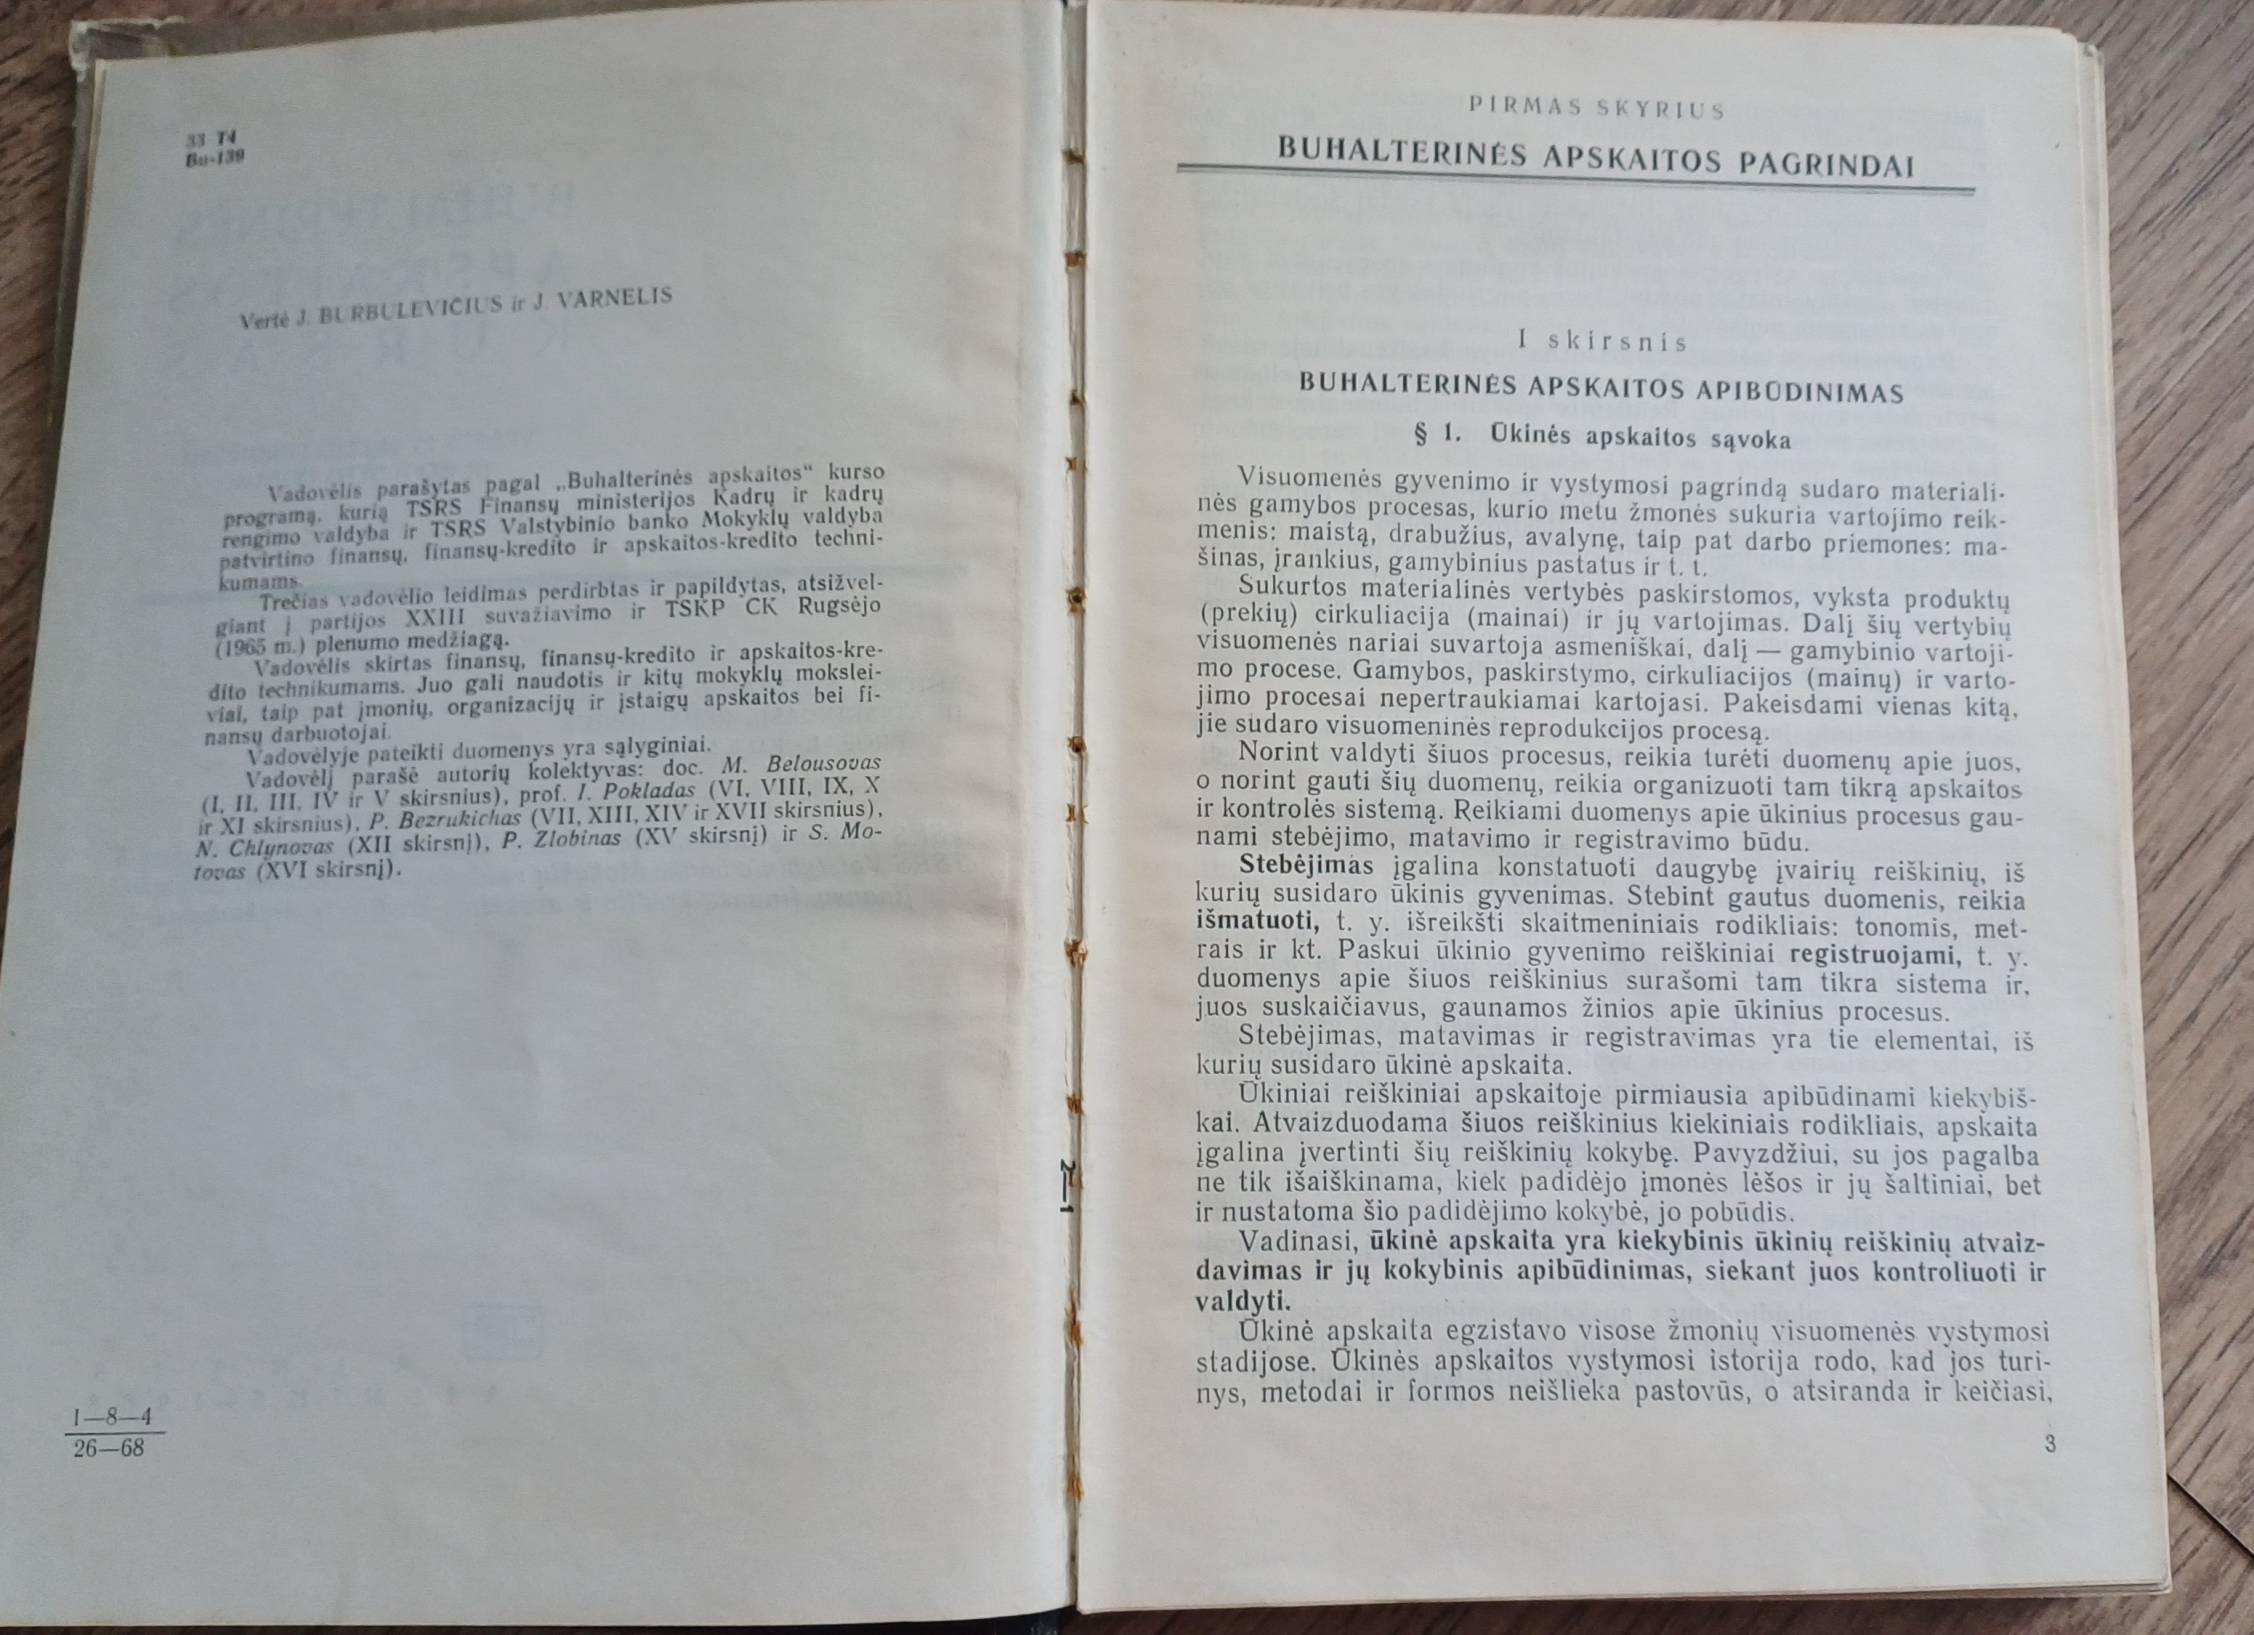 33 T4
Bu-139
Vertė J. BURBULEVIČIUS ir J. VARNELIS
Vadovėlis parašytas pagal „Buhalterinės apskaitos“ kurso
programą, kurią TSRS Finansų ministerijos Kadrų ir kadrų
rengimo valdyba ir TSRS Valstybinio banko Mokyklų valdyba
patvirtino finansų, finansų-kredito ir apskaitos-kredito techni-
kumams.
Trečias vadovėlio leidimas perdirbtas ir papildytas, atsižvel-
giant į partijos XXIII suvažiavimo ir TSKP CK Rugsėjo
(1965 m.) plenumo medžiagą.
Vadovėlis skirtas finansų, finansų-kredito ir apskaitos-kre-
dito technikumams. Juo gali naudotis ir kitų mokyklų mokslei-
viai, taip pat įmonių, organizacijų ir įstaigų apskaitos bei fi-
nansų darbuotojai.
Vadovėlyje pateikti duomenys yra sąlyginiai.
Vadovėlį parašė autorių kolektyvas: doc. M. Belousovas
(I, II, III, IV ir V skirsnius), prof. I. Pokladas (VI, VIII, IX, X
ir XI skirsnius), P. Bezrukichas (VII, XIII, XIV ir XVII skirsnius),
N. Chlynovas (XII skirsnį), P. Zlobinas (XV skirsnį) ir S. Mo-
tovas (XVI skirsnį).
1—8—4
26—68
2—1
PIRMAS SKYRIUS
BUHALTERINĖS APSKAITOS PAGRINDAI
I skirsnis
BUHALTERINĖS APSKAITOS APIBŪDINIMAS
§ 1. Ūkinės apskaitos sąvoka
Visuomenės gyvenimo ir vystymosi pagrindą sudaro materiali-
nės gamybos procesas, kurio metu žmonės sukuria vartojimo reik-
menis: maistą, drabužius, avalynę, taip pat darbo priemones: ma-
šinas, įrankius, gamybinius pastatus ir t. t.
Sukurtos materialinės vertybės paskirstomos, vyksta produktų
(prekių) cirkuliacija (mainai) ir jų vartojimas. Dalį šių vertybių
visuomenės nariai suvartoja asmeniškai, dalį — gamybinio vartoji-
mo procese. Gamybos, paskirstymo, cirkuliacijos (mainų) ir varto-
jimo procesai nepertraukiamai kartojasi. Pakeisdami vienas kitą,
jie sudaro visuomeninės reprodukcijos procesą.
Norint valdyti šiuos procesus, reikia turėti duomenų apie juos,
o norint gauti šių duomenų, reikia organizuoti tam tikrą apskaitos
ir kontrolės sistemą. Reikiami duomenys apie ūkinius procesus gau-
nami stebėjimo, matavimo ir registravimo būdu.
Stebėjimas įgalina konstatuoti daugybę įvairių reiškinių, iš
kurių susidaro ūkinis gyvenimas. Stebint gautus duomenis, reikia
išmatuoti, t. y. išreikšti skaitmeniniais rodikliais: tonomis, met-
rais ir kt. Paskui ūkinio gyvenimo reiškiniai registruojami, t. y.
duomenys apie šiuos reiškinius surašomi tam tikra sistema ir,
juos suskaičiavus, gaunamos žinios apie ūkinius procesus.
Stebėjimas, matavimas ir registravimas yra tie elementai, iš
kurių susidaro ūkinė apskaita.
Ūkiniai reiškiniai apskaitoje pirmiausia apibūdinami kiekybiš-
kai. Atvaizduodama šiuos reiškinius kiekiniais rodikliais, apskaita
įgalina įvertinti šių reiškinių kokybę. Pavyzdžiui, su jos pagalba
ne tik išaiškinama, kiek padidėjo įmonės lėšos ir jų šaltiniai, bet
ir nustatoma šio padidėjimo kokybė, jo pobūdis.
Vadinasi, ūkinė apskaita yra kiekybinis ūkinių reiškinių atvaiz-
davimas ir jų kokybinis apibūdinimas, siekant juos kontroliuoti ir
valdyti.
Ūkinė apskaita egzistavo visose žmonių visuomenės vystymosi
stadijose. Ūkinės apskaitos vystymosi istorija rodo, kad jos turi-
nys, metodai ir formos neišlieka pastovūs, o atsiranda ir keičiasi,
3